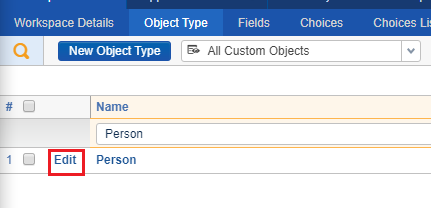 Workspace Details Object Type Fields Choices Choices Lis
New Object Type All Custom Objects
# Name
Person
1 Edit Person